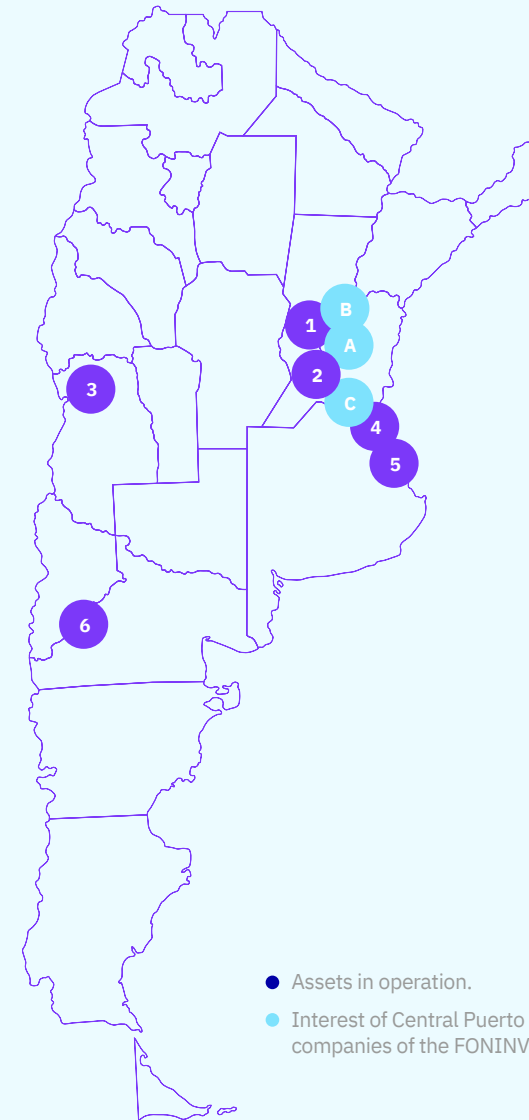 B
1
A
2
3
C
4
5
6
Assets in operation.
Interest of Central Puerto
companies of the FONINV